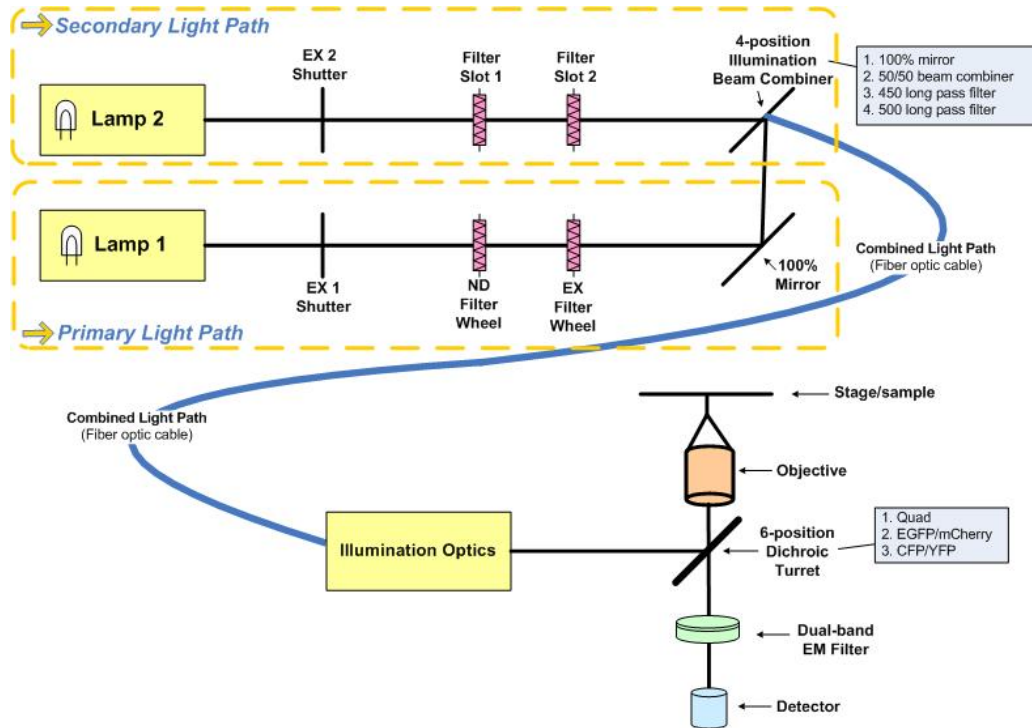 Secondary Light Path
EX 2
Shutter
Filter
Slot 1
Filter
Slot 2
4-position
Illumination
Beam Combiner
1. 100% mirror
2. 50/50 beam combiner
3. 450 long pass filter
4. 500 long pass filter
Lamp 2
Lamp 1
EX 1
Shutter
ND
Filter
Wheel
EX
Filter
Wheel
100%
Mirror
Combined Light Path
(Fiber optic cable)
Primary Light Path
Combined Light Path
(Fiber optic cable)
Stage/sample
Objective
Illumination Optics
6-position
Dichroic
Turret
1. Quad
2. EGFP/mCherry
3. CFP/YFP
Dual-band
EM Filter
Detector